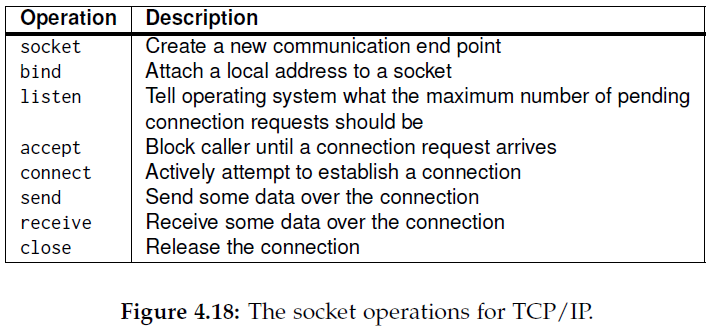 Operation Description
socket Create a new communication end point
bind Attach a local address to a socket
listen Tell operating system what the maximum number of pending
connection requests should be
accept Block caller until a connection request arrives
connect Actively attempt to establish a connection
send Send some data over the connection
receive Receive some data over the connection
close Release the connection
Figure 4.18: The socket operations for TCP/IP.